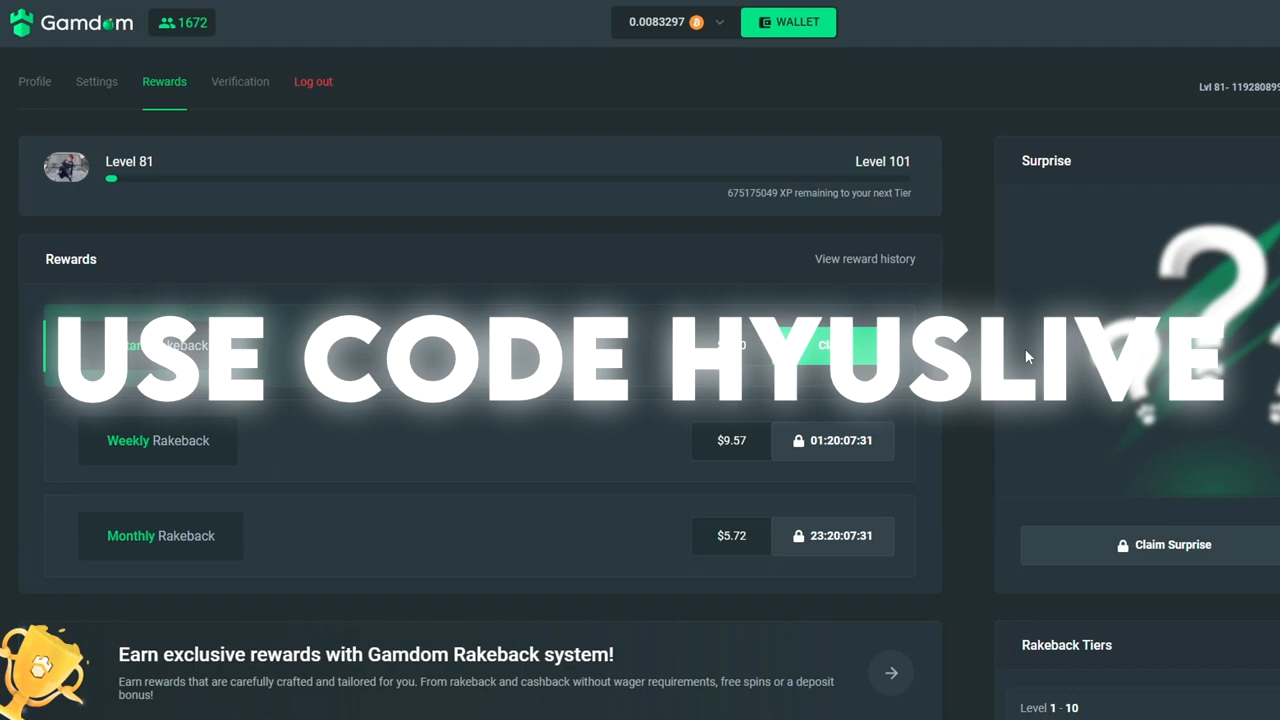 Gamdom
1672
0.0083297
WALLET
Profile
Settings
Rewards
Verification
Log out
Lvl 81- 119280899
Level 81
Level 101
675175049 XP remaining to your next Tier
Surprise
Rewards
View reward history
USE CODE HYUSLIVE
Weekly Rakeback
$9.57
01:20:07:31
Monthly Rakeback
$5.72
23:20:07:31
Claim Surprise
Earn exclusive rewards with Gamdom Rakeback system!
Earn rewards that are carefully crafted and tailored for you. From rakeback and cashback without wager requirements, free spins or a deposit
bonus!
Rakeback Tiers
Level 1 - 10